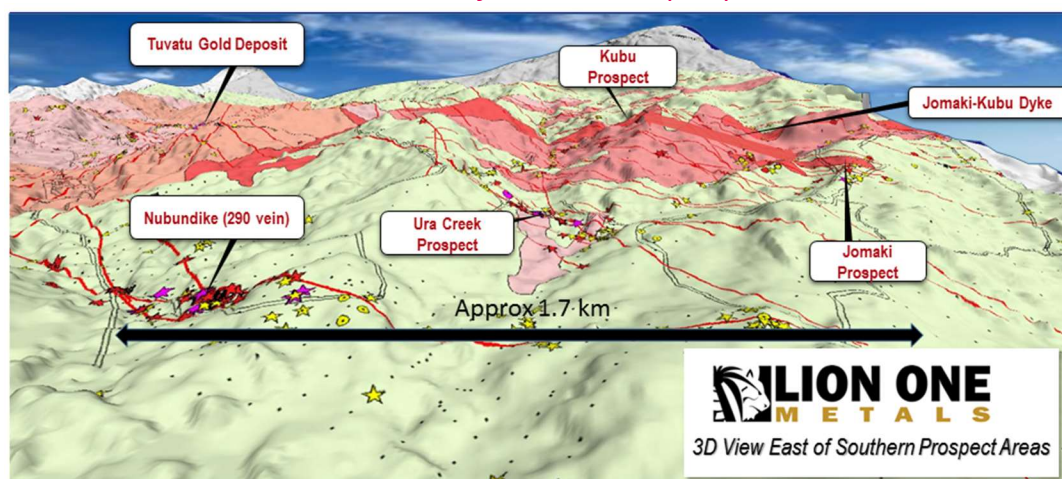 Tuvatu Gold Deposit
Kubu
Prospect
Jomaki-Kubu Dyke
Nubundike (290 vein)
Ura Creek
Prospect
Jomaki
Prospect
Approx 1.7 km
LION ONE
METALS
3D View East of Southern Prospect Areas